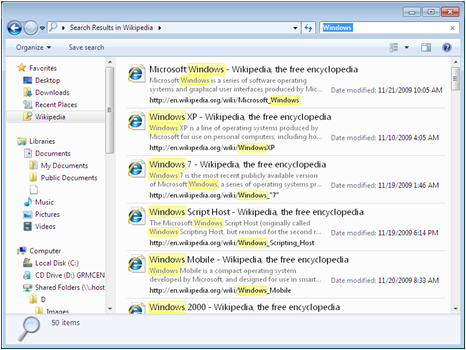 Search Results in Wikipedia
Windows
Organize
Save search
Favorites
Desktop
Downloads
Recent Places
Wikipedia
Libraries
Documents
My Documents
Public Documents
Music
Pictures
Videos
Computer
Local Disk (C:)
CD Drive (D:) GRMCEN
Shared Folders (\\.host
D
Images
Microsoft Windows - Wikipedia, the free encyclopedia
Microsoft Windows is a series of software operating
systems and graphical user interfaces produced by Mic... Date modified: 11/21/2009 10:05 AM
http://en.wikipedia.org/wiki/Microsoft_Windows
Windows XP - Wikipedia, the free encyclopedia
Windows XP is a line of operating systems produced by
Microsoft for use on personal computers, including ho... Date modified: 11/10/2009 4:05 AM
http://en.wikipedia.org/wiki/WindowsXP
Windows 7 - Wikipedia, the free encyclopedia
Windows 7 is the most recent publicly available version
of Microsoft Windows, a series of operating systems pr... Date modified: 11/19/2009 1:46 AM
http://en.wikipedia.org/wiki/Windows_"7"
Windows Script Host - Wikipedia, the free encyclopedia
The Microsoft Windows Script Host (originally called
Windows Scripting Host, but renamed for the second r... Date modified: 11/19/2009 6:14 PM
http://en.wikipedia.org/wiki/Windows_Scripting_Host
Windows Mobile - Wikipedia, the free encyclopedia
Windows Mobile is a compact operating system
developed by Microsoft, and designed for use in smart... Date modified: 11/20/2009 8:33 AM
http://en.wikipedia.org/wiki/Windows_Mobile
Windows 2000 - Wikipedia, the free encyclopedia
50 items